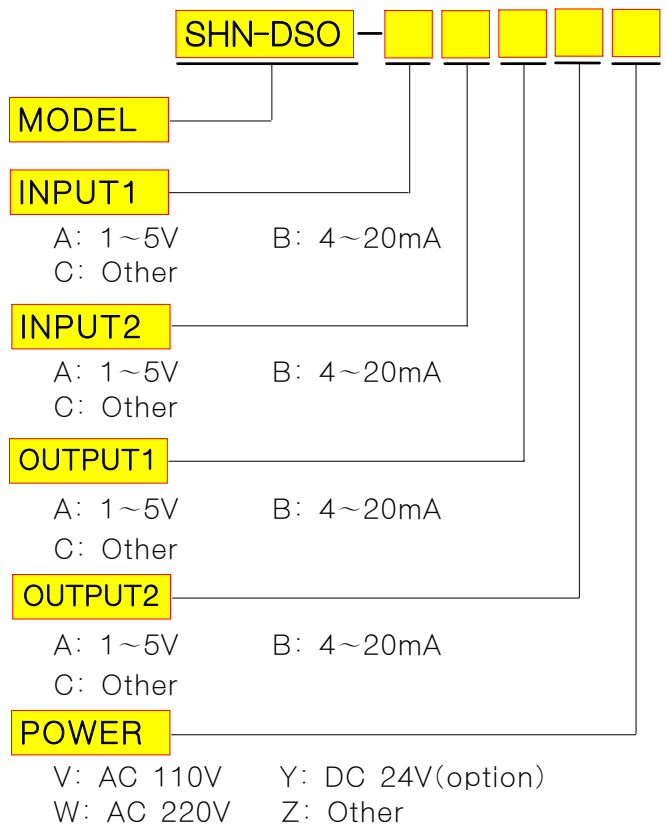 SHN-DSO -
MODEL
INPUT1
A: 1~5V B: 4~20mA
C: Other
INPUT2
A: 1~5V B: 4~20mA
C: Other
OUTPUT1
A: 1~5V B: 4~20mA
C: Other
OUTPUT2
A: 1~5V B: 4~20mA
C: Other
POWER
V: AC 110V Y: DC 24V(option)
W: AC 220V Z: Other